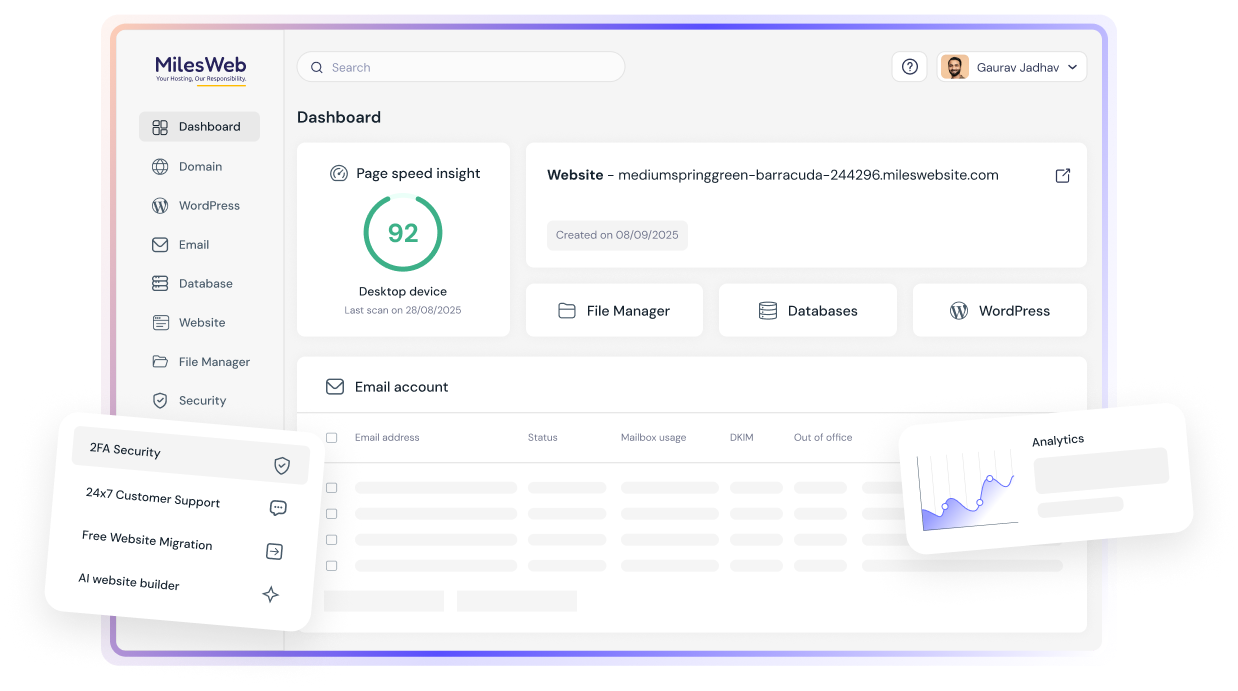 MilesWeb
Your Hosting, Our Responsibility.
Search
Gaurav Jadhav
Dashboard
Domain
WordPress
Email
Database
Website
File Manager
Security
Dashboard
Page speed insight
92
Desktop device
Last scan on 28/08/2025
Website - mediumspringgreen-barracuda-244296.mileswebsite.com
Created on 08/09/2025
File Manager
Databases
WordPress
Email account
Email address Status Mailbox usage DKIM Out of office
2FA Security
24x7 Customer Support
Free Website Migration
AI website builder
Analytics